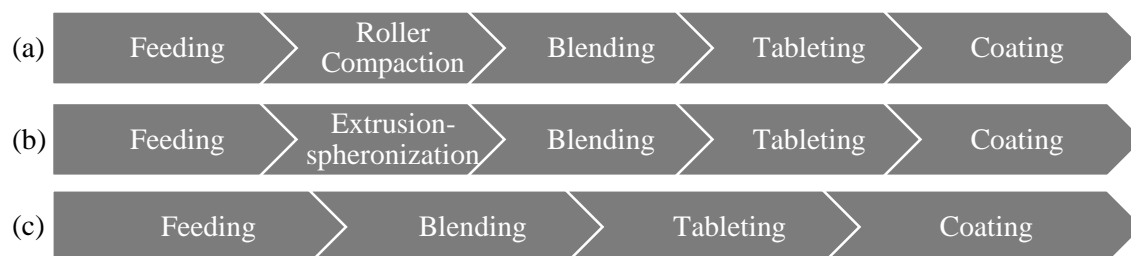 (a) Feeding Roller Compaction Blending Tableting Coating
(b) Feeding Extrusion-spheronization Blending Tableting Coating
(c) Feeding Blending Tableting Coating